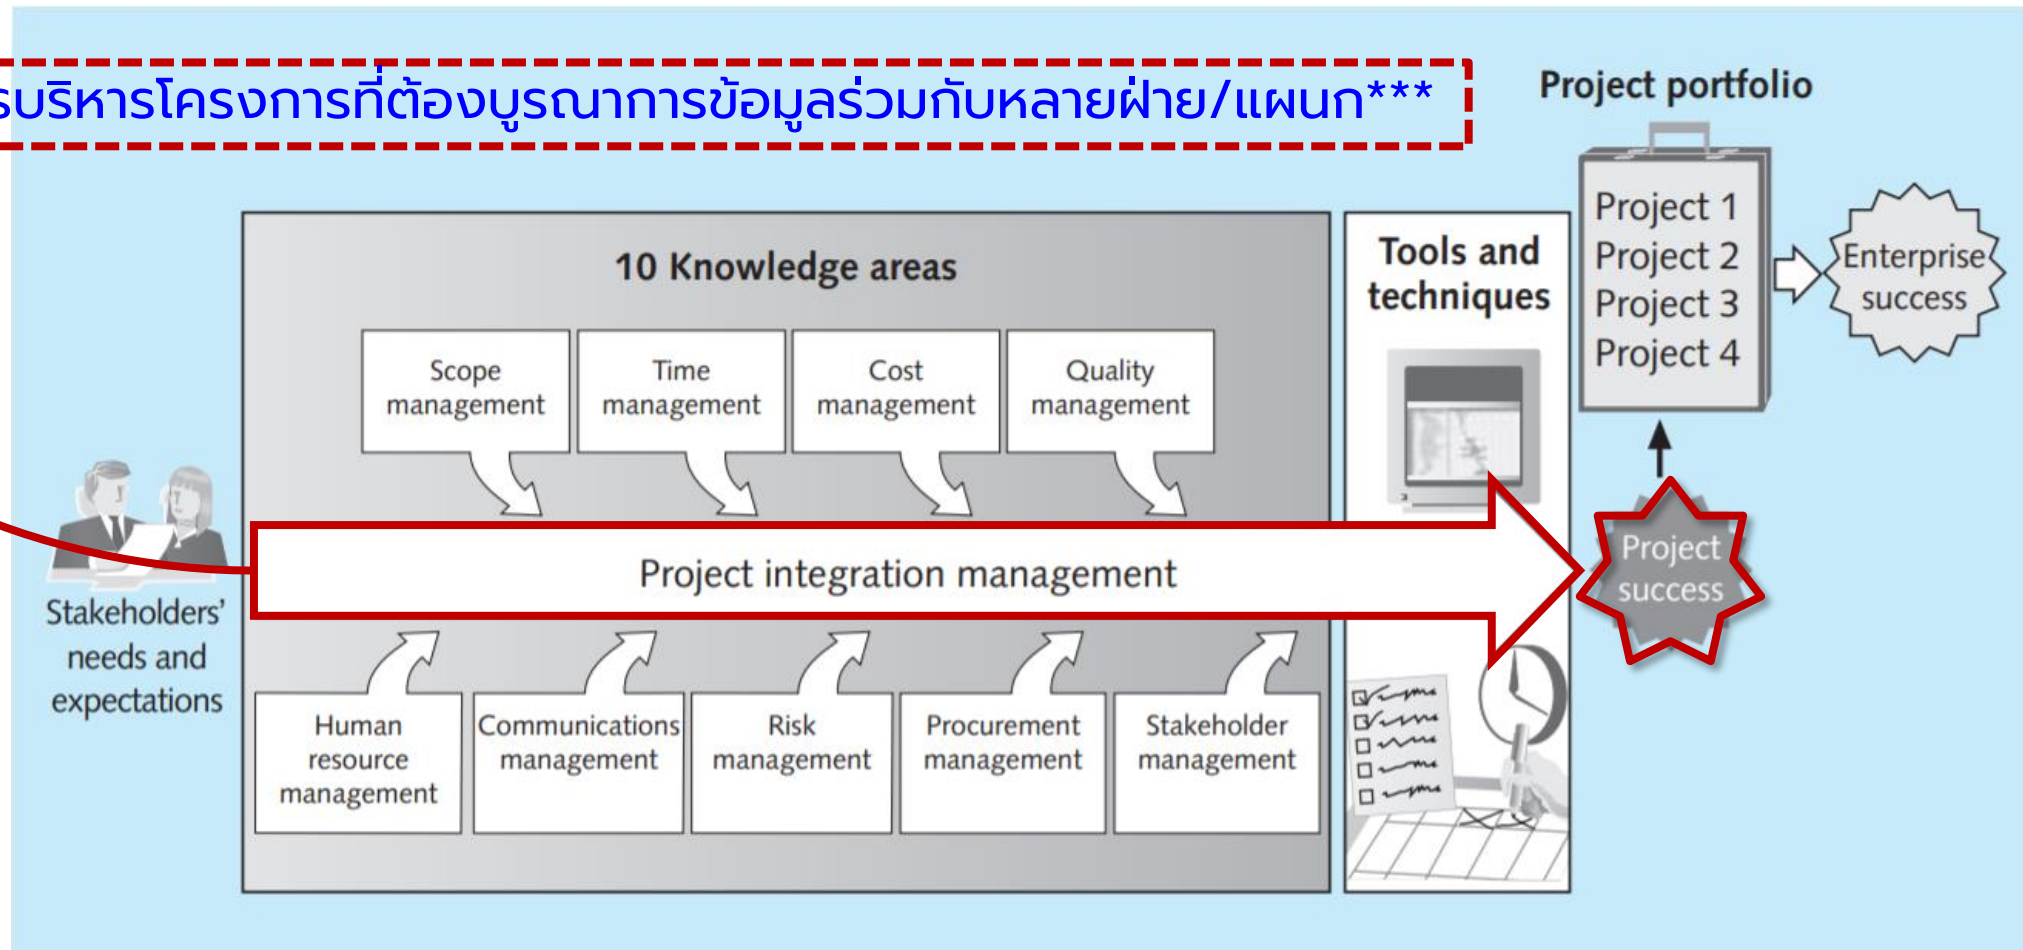 รบริหารโครงการที่ต้องบูรณาการข้อมูลร่วมกับหลายฝ่าย/แผนก***
Project portfolio
Project 1
Project 2
Project 3
Project 4
Enterprise
success
10 Knowledge areas
Tools and
techniques
Scope
management
Time
management
Cost
management
Quality
management
Stakeholders'
needs and
expectations
Project integration management
Project
success
Human
resource
management
Communications
management
Risk
management
Procurement
management
Stakeholder
management